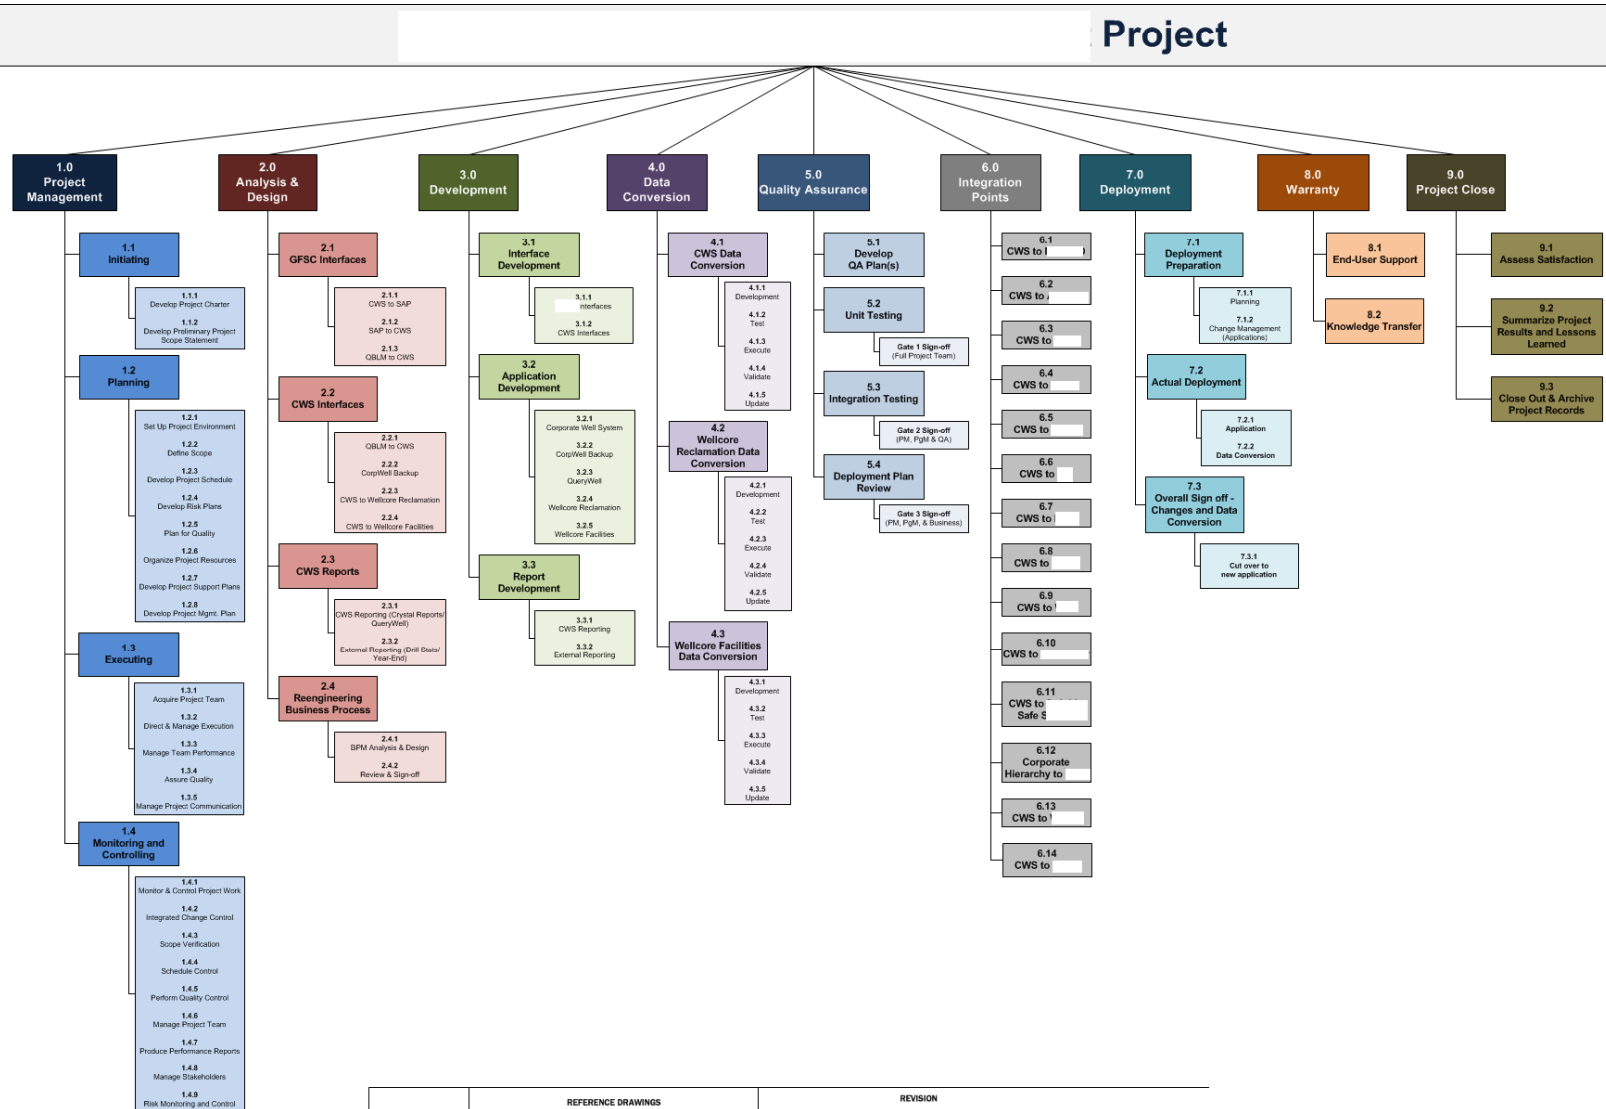 Project
1.0
Project
Management
2.0
Analysis &
Design
3.0
Development
4.0
Data
Conversion
5.0
Quality Assurance
6.0
Integration
Points
7.0
Deployment
8.0
Warranty
9.0
Project Close
1.1
Initiating
1.1.1
Develop Project Charter
1.1.2
Develop Preliminary Project
Scope Statement
1.2
Planning
1.2.1
Set Up Project Environment
1.2.2
Define Scope
1.2.3
Develop Project Schedule
1.2.4
Develop Risk Plans
1.2.5
Plan for Quality
1.2.6
Organize Project Resources
1.2.7
Develop Project Support Plans
1.2.8
Develop Project Mgmt. Plan
1.3
Executing
1.3.1
Acquire Project Team
1.3.2
Direct & Manage Execution
1.3.3
Manage Team Performance
1.3.4
Assure Quality
1.3.5
Manage Project Communication
1.4
Monitoring and
Controlling
1.4.1
Monitor & Control Project Work
1.4.2
Integrated Change Control
1.4.3
Scope Verification
1.4.4
Schedule Control
1.4.5
Perform Quality Control
1.4.6
Manage Project Team
1.4.7
Produce Performance Reports
1.4.8
Manage Stakeholders
1.4.9
Risk Monitoring and Control
2.1
GFSC Interfaces
2.1.1
CWS to SAP
2.1.2
SAP to CWS
2.1.3
QBLM to CWS
2.2
CWS Interfaces
2.2.1
QBLM to CWS
2.2.2
CorpWell Backup
2.2.3
CWS to Wellcore Reclamation
2.2.4
CWS to Wellcore Facilities
2.3
CWS Reports
2.3.1
CWS Reporting (Crystal Reports/
QueryWell)
2.3.2
External Reporting (Drill Stats/
Year-End)
2.4
Reengineering
Business Process
2.4.1
BPM Analysis & Design
2.4.2
Review & Sign-off
3.1
Interface
Development
3.1.1
nterfaces
3.1.2
CWS Interfaces
3.2
Application
Development
3.2.1
Corporate Well System
3.2.2
CorpWell Backup
3.2.3
QueryWell
3.2.4
Wellcore Reclamation
3.2.5
Wellcore Facilities
3.3
Report
Development
3.3.1
CWS Reporting
3.3.2
External Reporting
4.1
CWS Data
Conversion
4.1.1
Development
4.1.2
Test
4.1.3
Execute
4.1.4
Validate
4.1.5
Update
4.2
Wellcore
Reclamation Data
Conversion
4.2.1
Development
4.2.2
Test
4.2.3
Execute
4.2.4
Validate
4.2.5
Update
4.3
Wellcore Facilities
Data Conversion
4.3.1
Development
4.3.2
Test
4.3.3
Execute
4.3.4
Validate
4.3.5
Update
5.1
Develop
QA Plan(s)
5.2
Unit Testing
Gate 1 Sign-off
(Full Project Team)
5.3
Integration Testing
Gate 2 Sign-off
(PM, PgM & QA)
5.4
Deployment Plan
Review
Gate 3 Sign-off
(PM, PgM, & Business)
6.1
CWS to
6.2
CWS to
6.3
CWS to
6.4
CWS to
6.5
CWS to
6.6
CWS to
6.7
CWS to
6.8
CWS to
6.9
CWS to
6.10
CWS to
6.11
CWS to
Safe
6.12
Corporate
Hierarchy to
6.13
CWS to
6.14
CWS to
7.1
Deployment
Preparation
7.1.1
Planning
7.1.2
Change Management
(Applications)
7.2
Actual Deployment
7.2.1
Application
7.2.2
Data Conversion
7.3
Overall Sign off -
Changes and Data
Conversion
7.3.1
Cut over to
new application
8.1
End-User Support
8.2
Knowledge Transfer
9.1
Assess Satisfaction
9.2
Summarize Project
Results and Lessons
Learned
9.3
Close Out & Archive
Project Records
REFERENCE DRAWINGS
REVISION